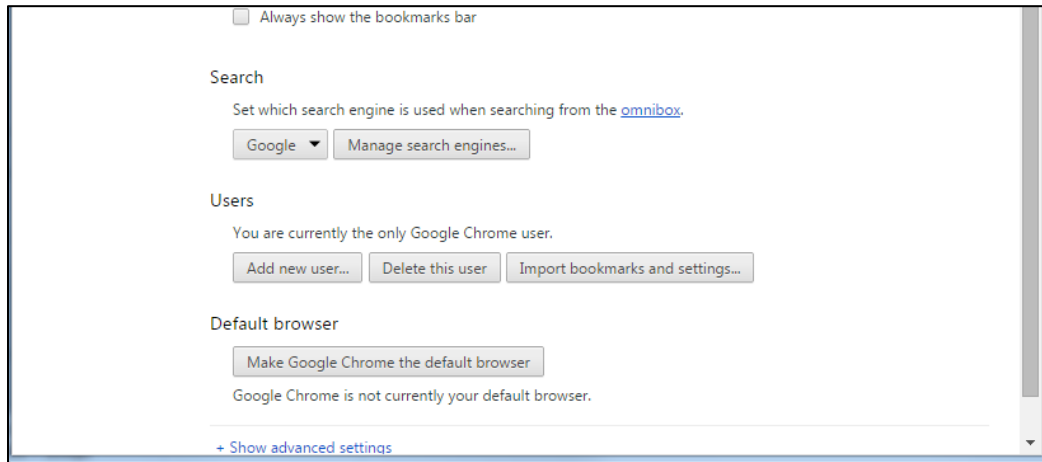 Always show the bookmarks bar
Search
Set which search engine is used when searching from the omnibox.
Google Manage search engines...
Users
You are currently the only Google Chrome user.
Add new user... Delete this user Import bookmarks and settings...
Default browser
Make Google Chrome the default browser
Google Chrome is not currently your default browser.
+ Show advanced settings